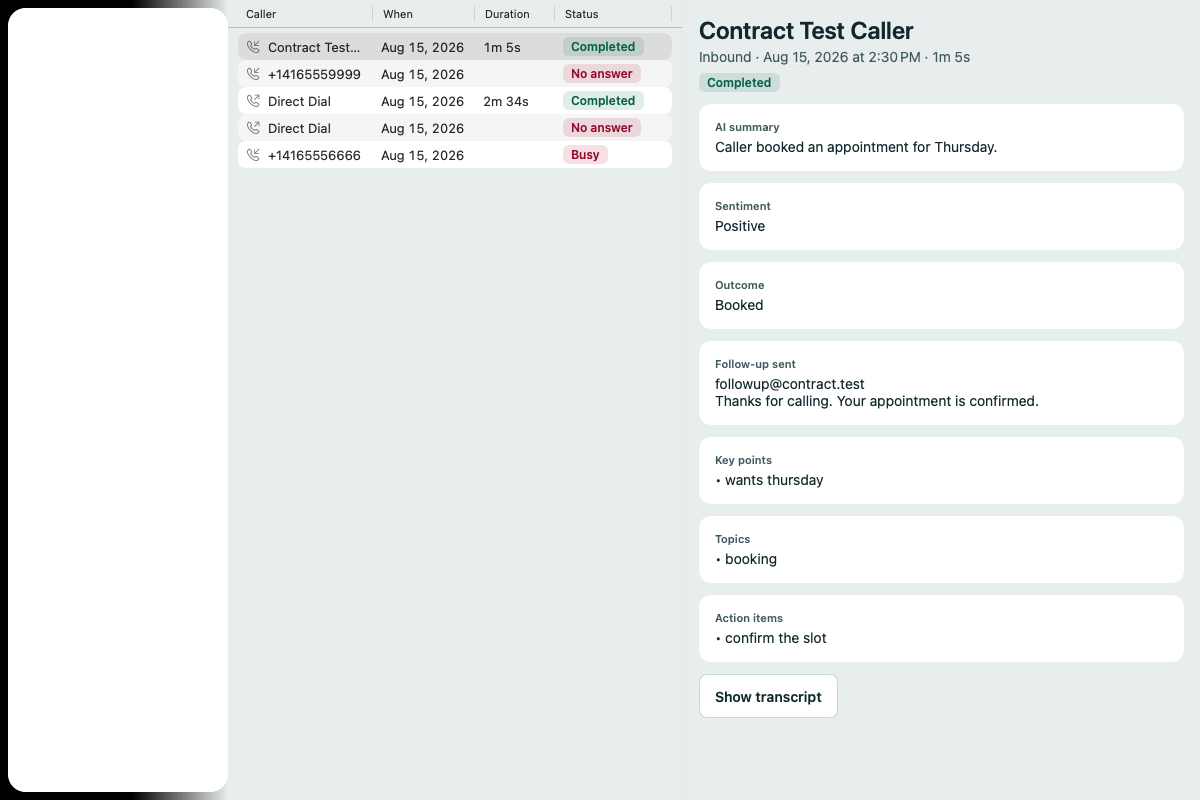 Caller When Duration Status
Contract Test... Aug 15, 2026 1m 5s Completed
+14165559999 Aug 15, 2026 No answer
Direct Dial Aug 15, 2026 2m 34s Completed
Direct Dial Aug 15, 2026 No answer
+14165556666 Aug 15, 2026 Busy
Contract Test Caller
Inbound · Aug 15, 2026 at 2:30 PM · 1m 5s
Completed
AI summary
Caller booked an appointment for Thursday.
Sentiment
Positive
Outcome
Booked
Follow-up sent
followup@contract.test
Thanks for calling. Your appointment is confirmed.
Key points
• wants thursday
Topics
• booking
Action items
• confirm the slot
Show transcript